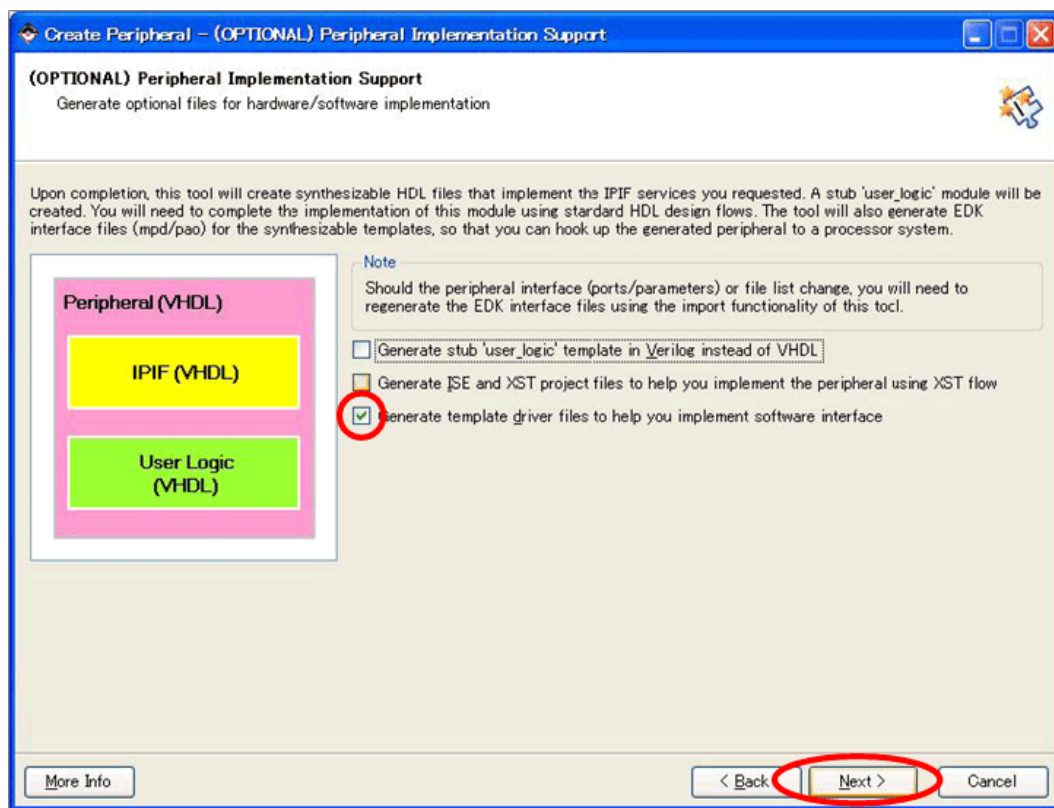 Create Peripheral - (OPTIONAL) Peripheral Implementation Support
(OPTIONAL) Peripheral Implementation Support
Generate optional files for hardware/software implementation
Upon completion, this tool will create synthesizable HDL files that implement the IPIF services you requested. A stub 'user_logic' module will be
created. You will need to complete the implementation of this module using standard HDL design flows. The tool will also generate EDK
interface files (mpd/pao) for the synthesizable templates, so that you can hook up the generated peripheral to a processor system.
Peripheral (VHDL)
IPIF (VHDL)
User Logic
(VHDL)
Note
Should the peripheral interface (ports/parameters) or file list change, you will need to
regenerate the EDK interface files using the import functionality of this tool.
Generate stub 'user_logic' template in Verilog instead of VHDL
Generate ISE and XST project files to help you implement the peripheral using XST flow
Generate template driver files to help you implement software interface
More Info
< Back
Next >
Cancel